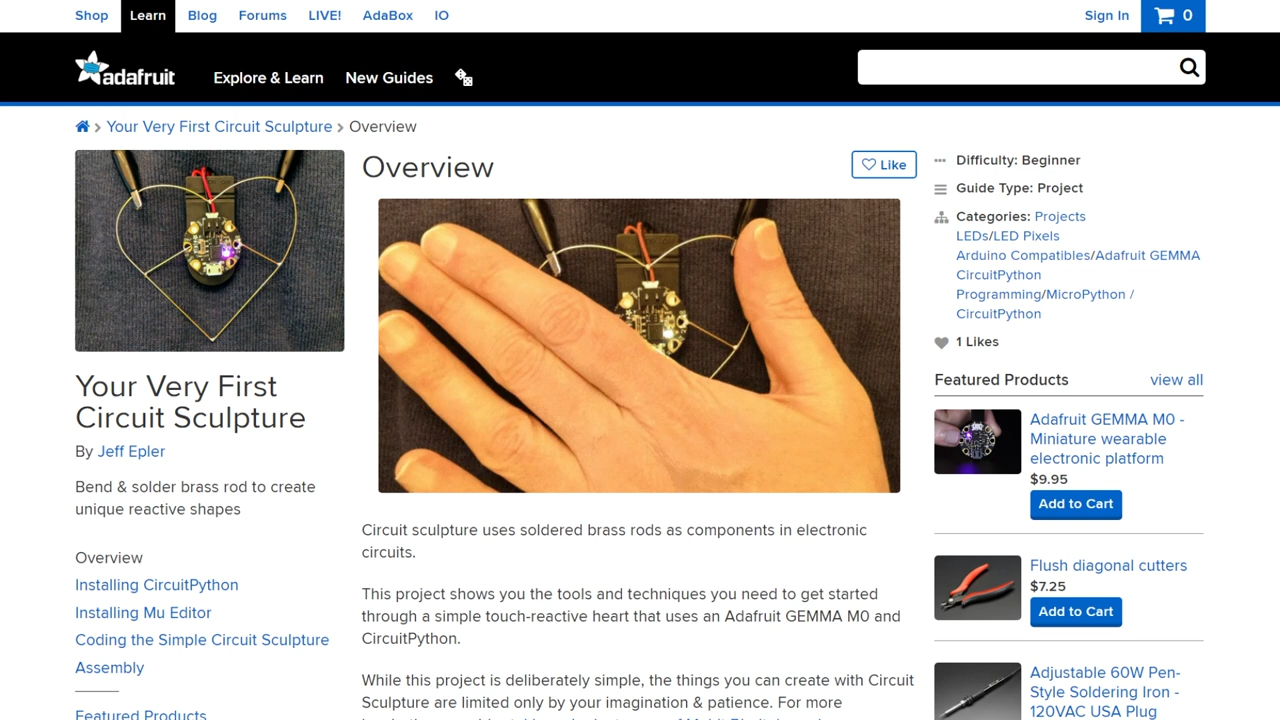 Shop Learn Blog Forums LIVE! AdaBox IO Sign In 0
adafruit Explore & Learn New Guides
Your Very First Circuit Sculpture Overview
Your Very First
Circuit Sculpture
By Jeff Epler
Bend & solder brass rod to create
unique reactive shapes
Overview
Installing CircuitPython
Installing Mu Editor
Coding the Simple Circuit Sculpture
Assembly
Featured Products
Overview
Like
Circuit sculpture uses soldered brass rods as components in electronic
circuits.
This project shows you the tools and techniques you need to get started
through a simple touch-reactive heart that uses an Adafruit GEMMA M0 and
CircuitPython.
While this project is deliberately simple, the things you can create with Circuit
Sculpture are limited only by your imagination & patience. For more
Difficulty: Beginner
Guide Type: Project
Categories: Projects
LEDs/LED Pixels
Arduino Compatibles/Adafruit GEMMA
CircuitPython
Programming/MicroPython /
CircuitPython
1 Likes
Featured Products view all
Adafruit GEMMA M0 -
Miniature wearable
electronic platform
$9.95
Add to Cart
Flush diagonal cutters
$7.25
Add to Cart
Adjustable 60W Pen-
Style Soldering Iron -
120VAC USA Plug